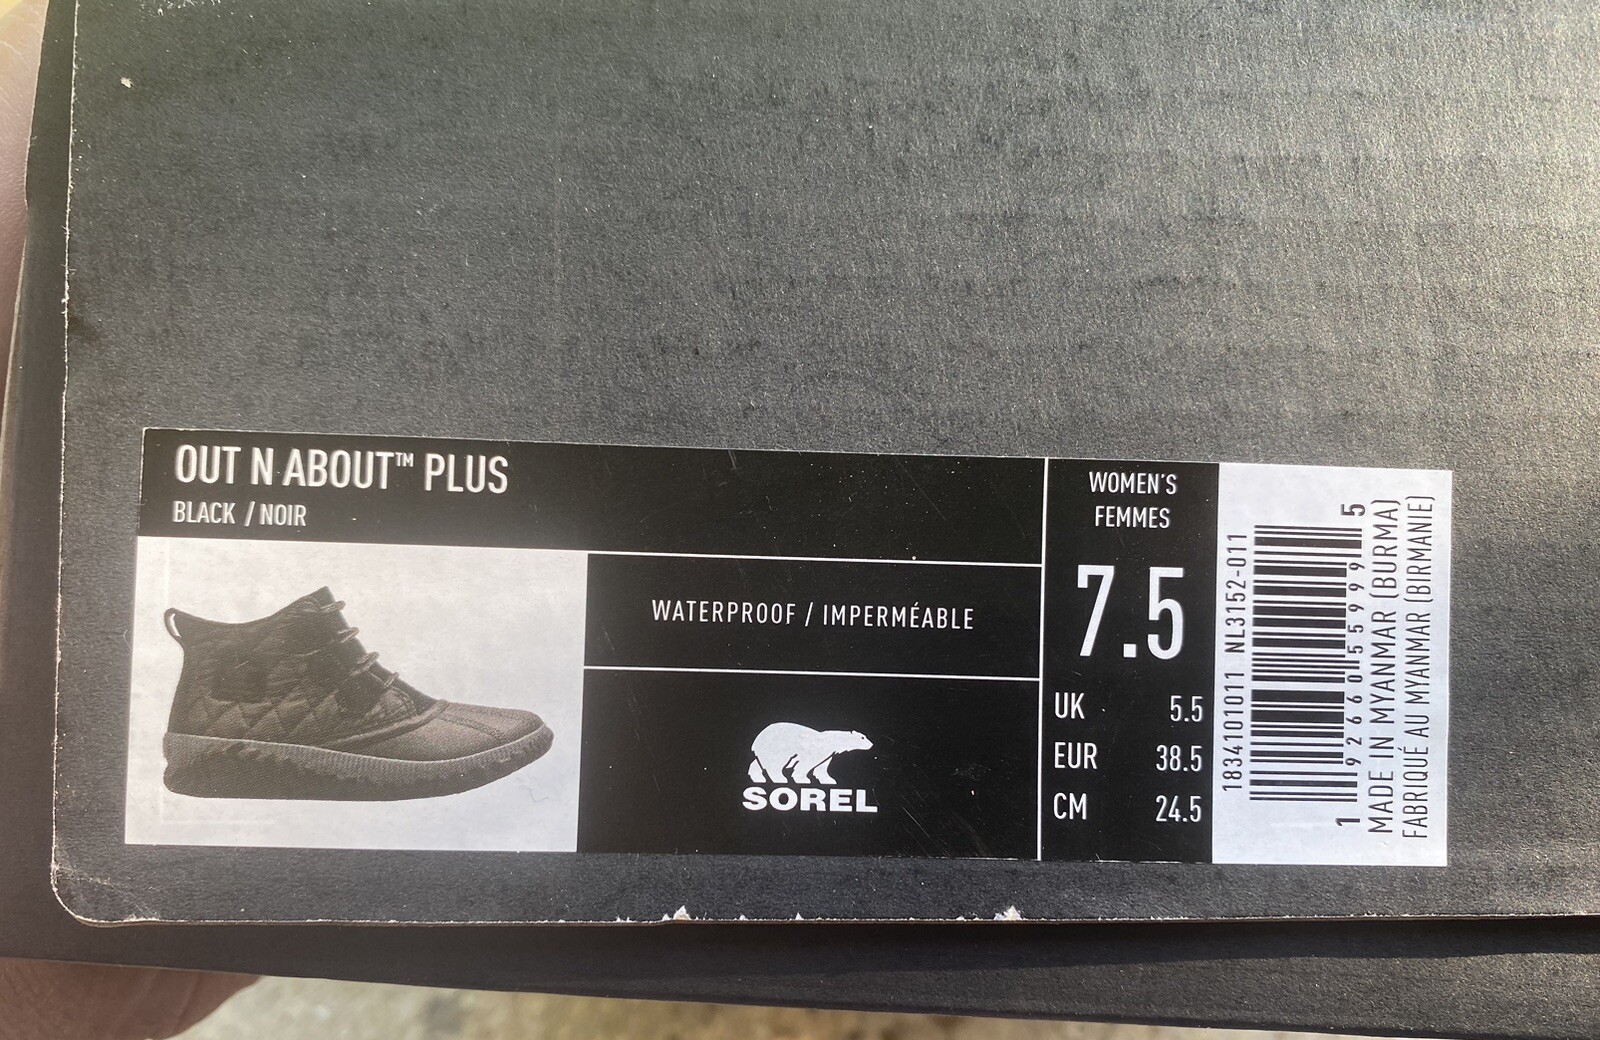 OUT N ABOUT™ PLUS
BLACK / NOIR
WATERPROOF / IMPERMÉABLE
SOREL
WOMEN'S
FEMMES
7.5
UK 5.5
EUR 38.5
CM 24.5
1834101011 NL3152-011
1 92660 55999 5
MADE IN MYANMAR (BURMA)
FABRIQUÉ AU MYANMAR (BIRMANIE)